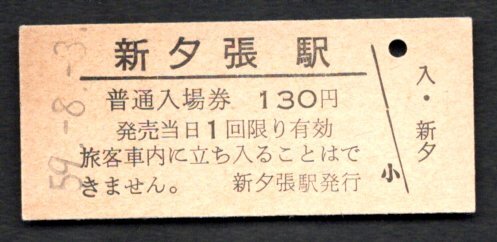 新夕張駅
普通入場券 130円
発売当日1回限り有効
旅客車内に立ち入ることはで
きません。 新夕張駅発行
59.-8.-3
入・新夕
小